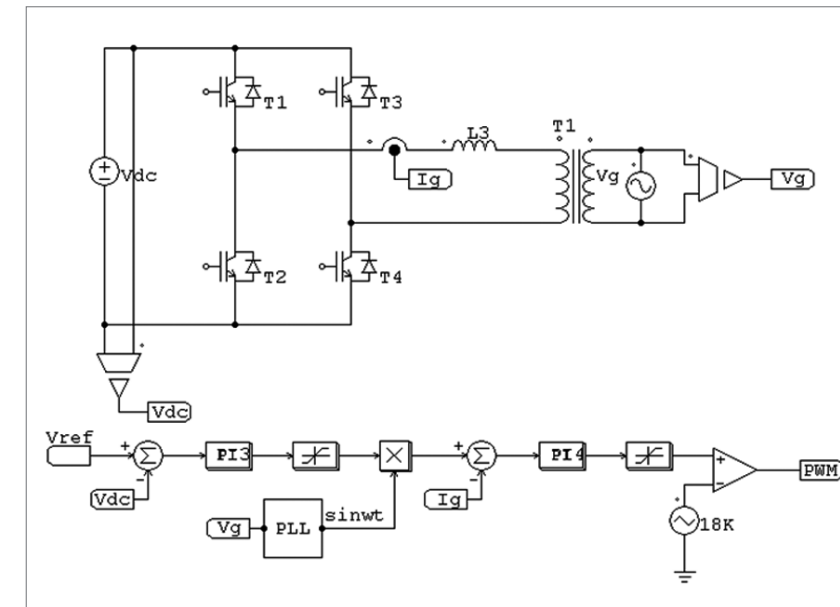 T1
T3
T1
L3
Vdc
Ig
Vg
Vg
T2
T4
Vdc
Vref
PI3
PI4
PWM
Vdc
Vg
PLL
sinwt
Ig
18K